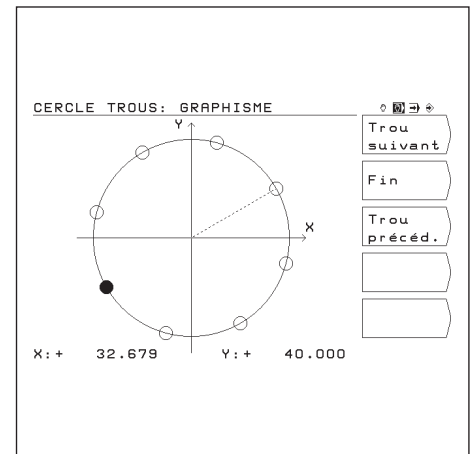 CERCLE TROUS: GRAPHISME
Trou
suivant
Fin
Trou
précéd.
Y
X
X:+ 32.679 Y:+ 40.000